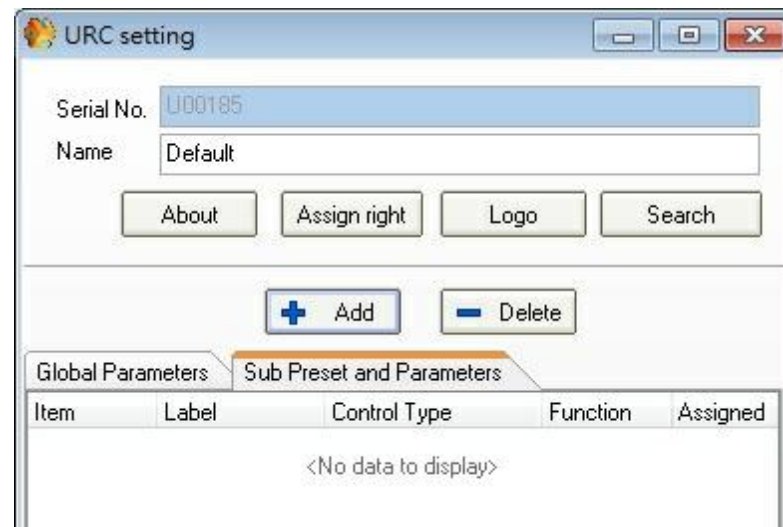 URC setting
Serial No. U00185
Name Default
About Assign right Logo Search
Add Delete
Global Parameters Sub Preset and Parameters
Item Label Control Type Function Assigned
<No data to display>